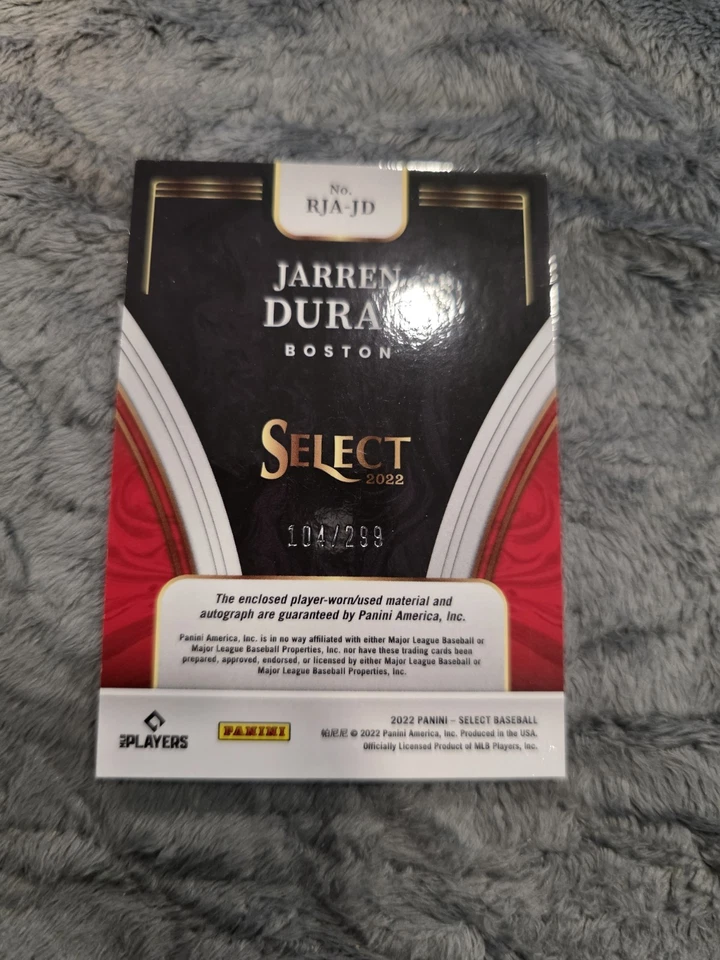 No.
RJA-JD
JARREN
DURA
BOSTON
SELECT
2022
104/299
The enclosed player-worn/used material and
autograph are guaranteed by Panini America, Inc.
Panini America, Inc. is in no way affiliated with either Major League Baseball or
Major League Baseball Properties, Inc. nor have these trading cards been
prepared, approved, endorsed, or licensed by either Major League Baseball or
Major League Baseball Properties, Inc.
MLB PLAYERS
PANINI
2022 PANINI – SELECT BASEBALL
帕尼尼 © 2022 Panini America, Inc. Produced in the USA.
Officially Licensed Product of MLB Players, Inc.